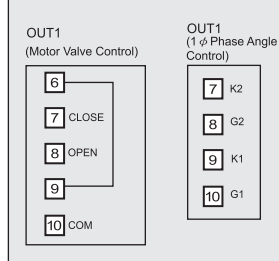 OUT1
(Motor Valve Control)
6
7 CLOSE
8 OPEN
9
10 COM
OUT1
(1 ϕ Phase Angle
Control)
7 K2
8 G2
9 K1
10 G1